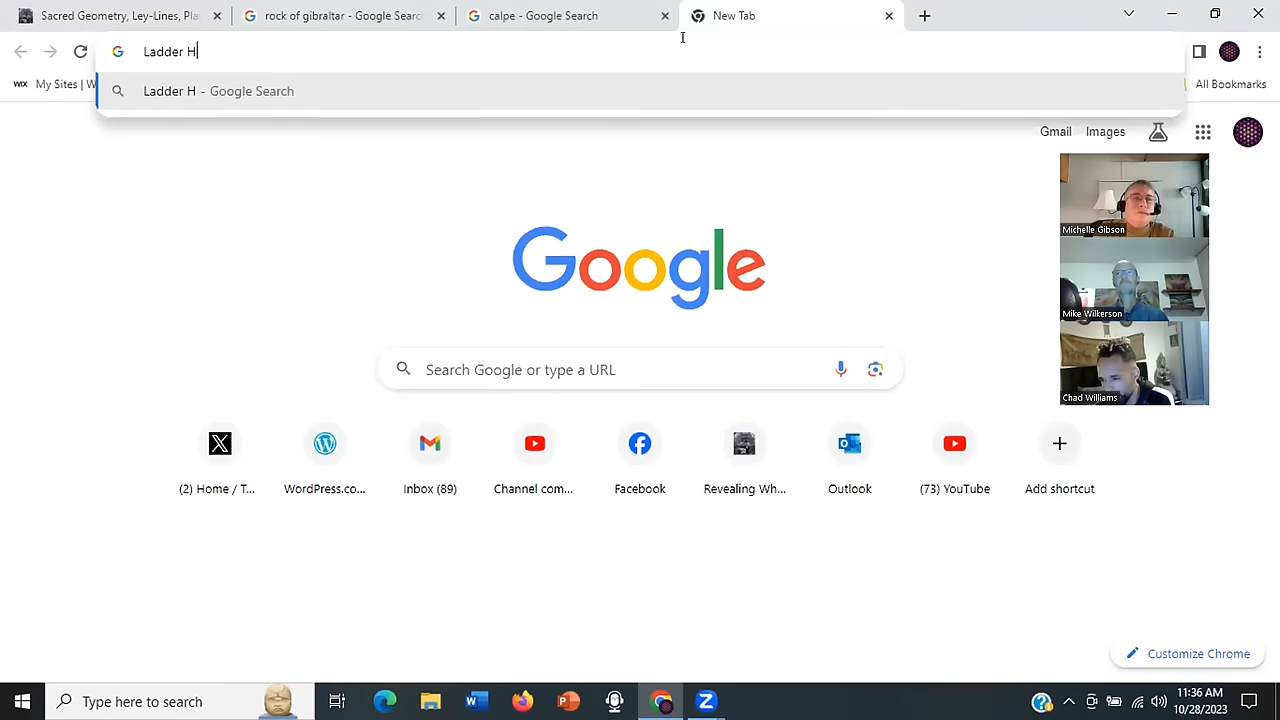 Sacred Geometry, Ley-Lines, Pla
rock of gibraltar - Google Search
calpe - Google Search
New Tab
Ladder H
WIX My Sites | W
Ladder H - Google Search
All Bookmarks
Gmail Images
Michelle Gibson
Mike Wilkerson
Chad Williams
Google
Search Google or type a URL
(2) Home / T...
WordPress.co...
Inbox (89)
Channel com...
Facebook
Revealing Wh...
Outlook
(73) YouTube
Add shortcut
Customize Chrome
Type here to search
11:36 AM
10/28/2023